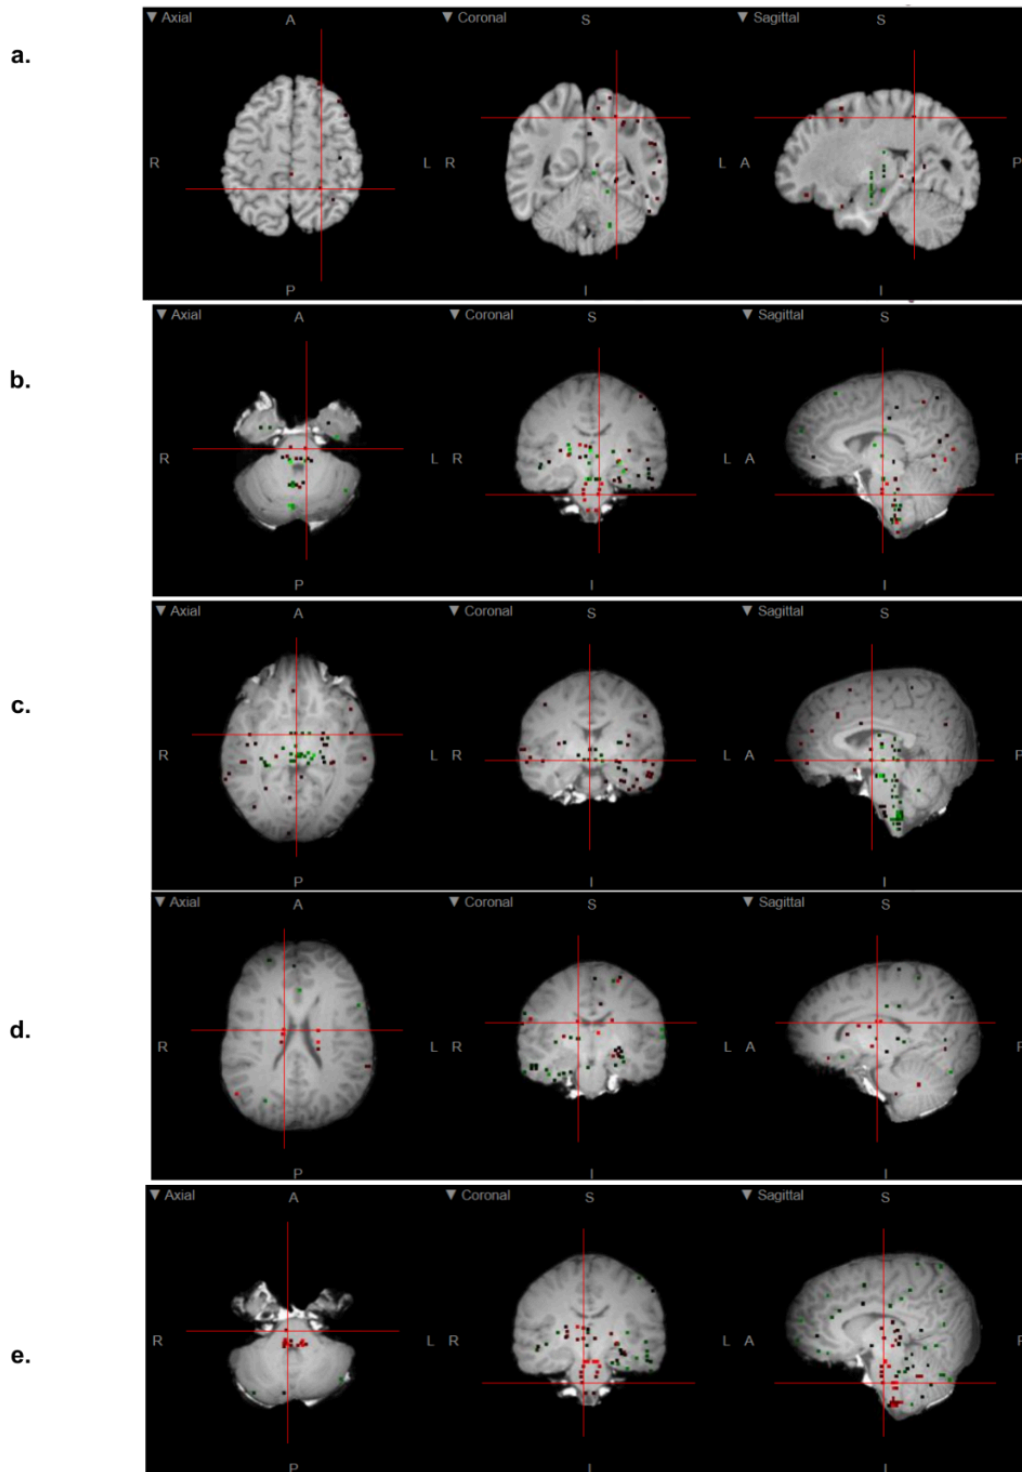 ▼ Axial ▼ Coronal ▼ Sagittal
a.
A S S
R L R L A P
P I I
▼ Axial ▼ Coronal ▼ Sagittal
A S S
b.
R L R L A P
P I I
▼ Axial ▼ Coronal ▼ Sagittal
A S S
c.
R L R L A P
P I I
▼ Axial ▼ Coronal ▼ Sagittal
A S S
d.
R L R L A P
P I I
▼ Axial ▼ Coronal ▼ Sagittal
A S S
R L R L A P
e.
P I I